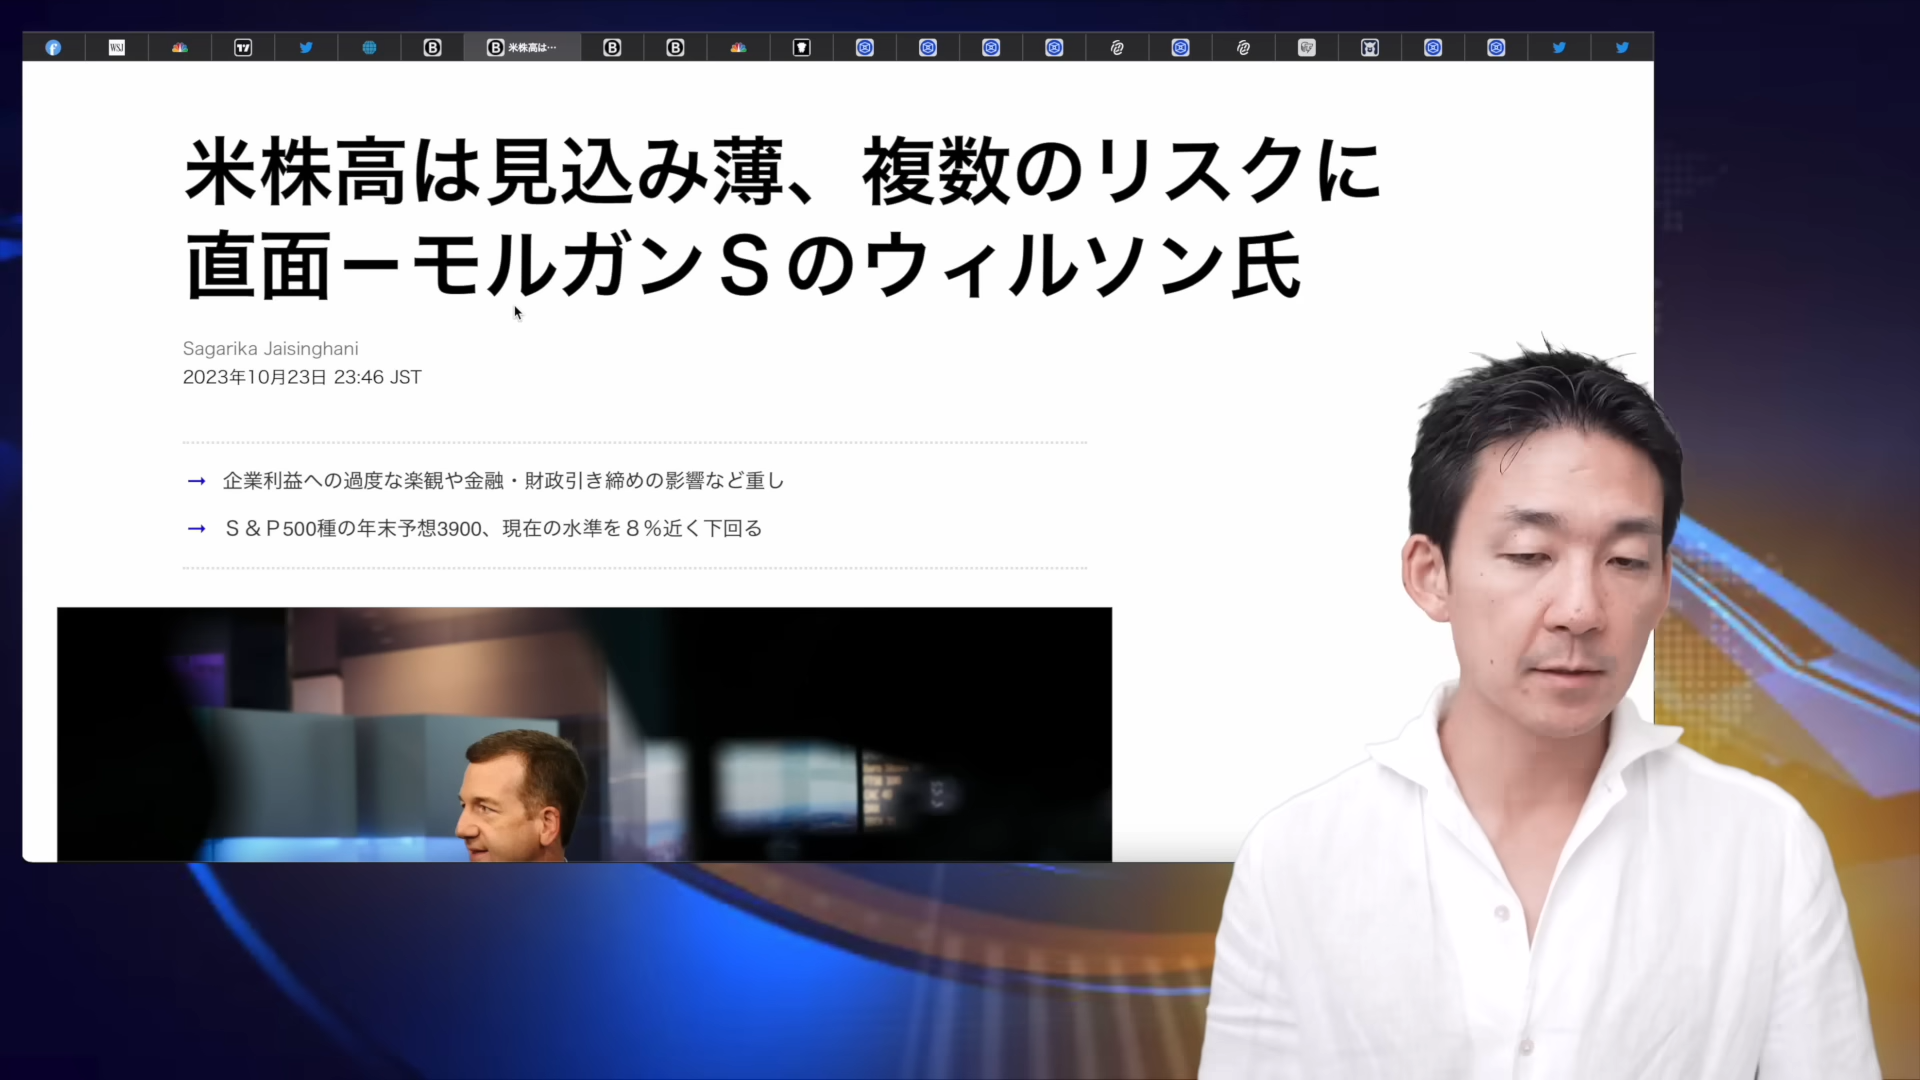 WSJ
米株高は…
米株高は見込み薄、複数のリスクに
直面－モルガンＳのウィルソン氏
Sagarika Jaisinghani
2023年10月23日 23:46 JST
→ 企業利益への過度な楽観や金融・財政引き締めの影響など重し
→ Ｓ＆Ｐ500種の年末予想3900、現在の水準を８％近く下回る